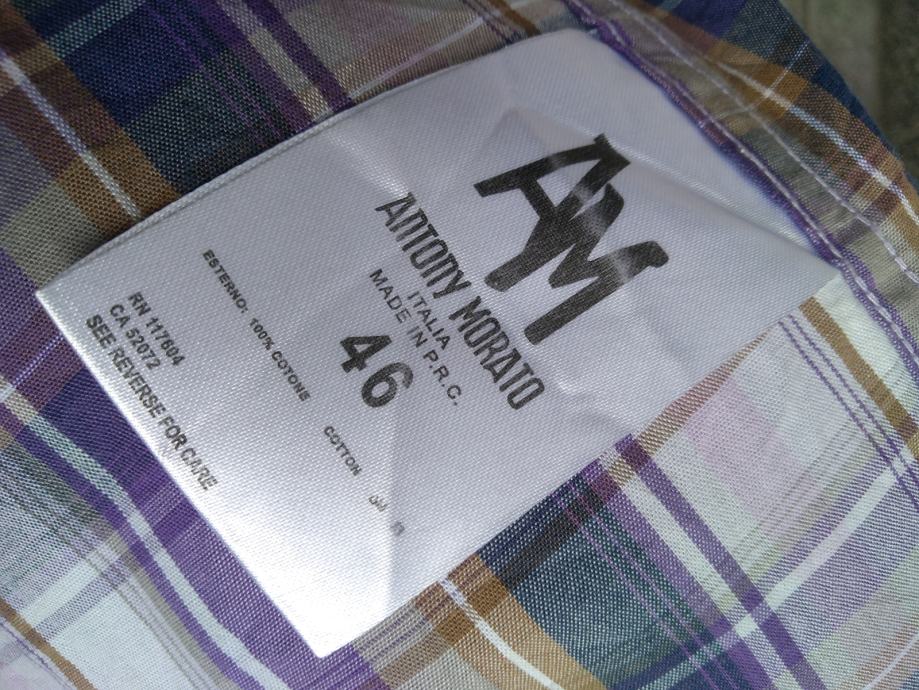 AM
ANTONY MORATO
ITALIA
MADE IN P.R.C.
46
ESTERNO: 100% COTONE
COTTON
RN 117604
CA 52072
SEE REVERSE FOR CARE